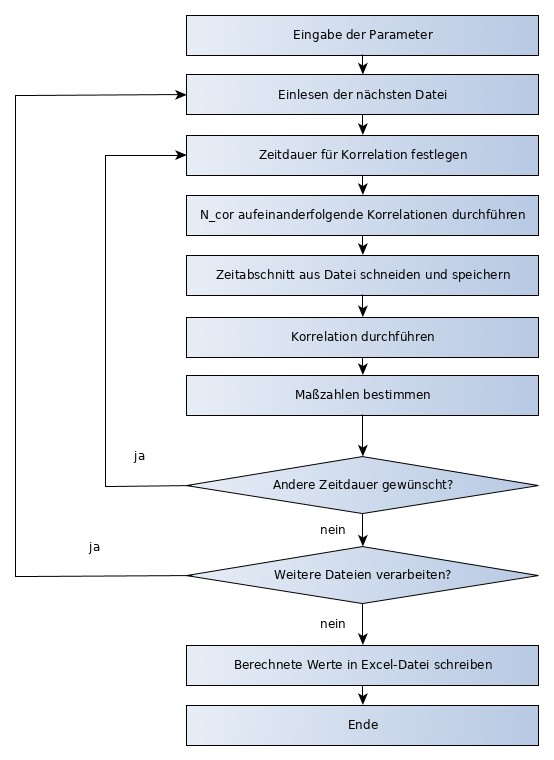 Eingabe der Parameter
Einlesen der nächsten Datei
Zeitdauer für Korrelation festlegen
N_cor aufeinanderfolgende Korrelationen durchführen
Zeitabschnitt aus Datei schneiden und speichern
Korrelation durchführen
Maßzahlen bestimmen
ja
Andere Zeitdauer gewünscht?
nein
ja
Weitere Dateien verarbeiten?
nein
Berechnete Werte in Excel-Datei schreiben
Ende